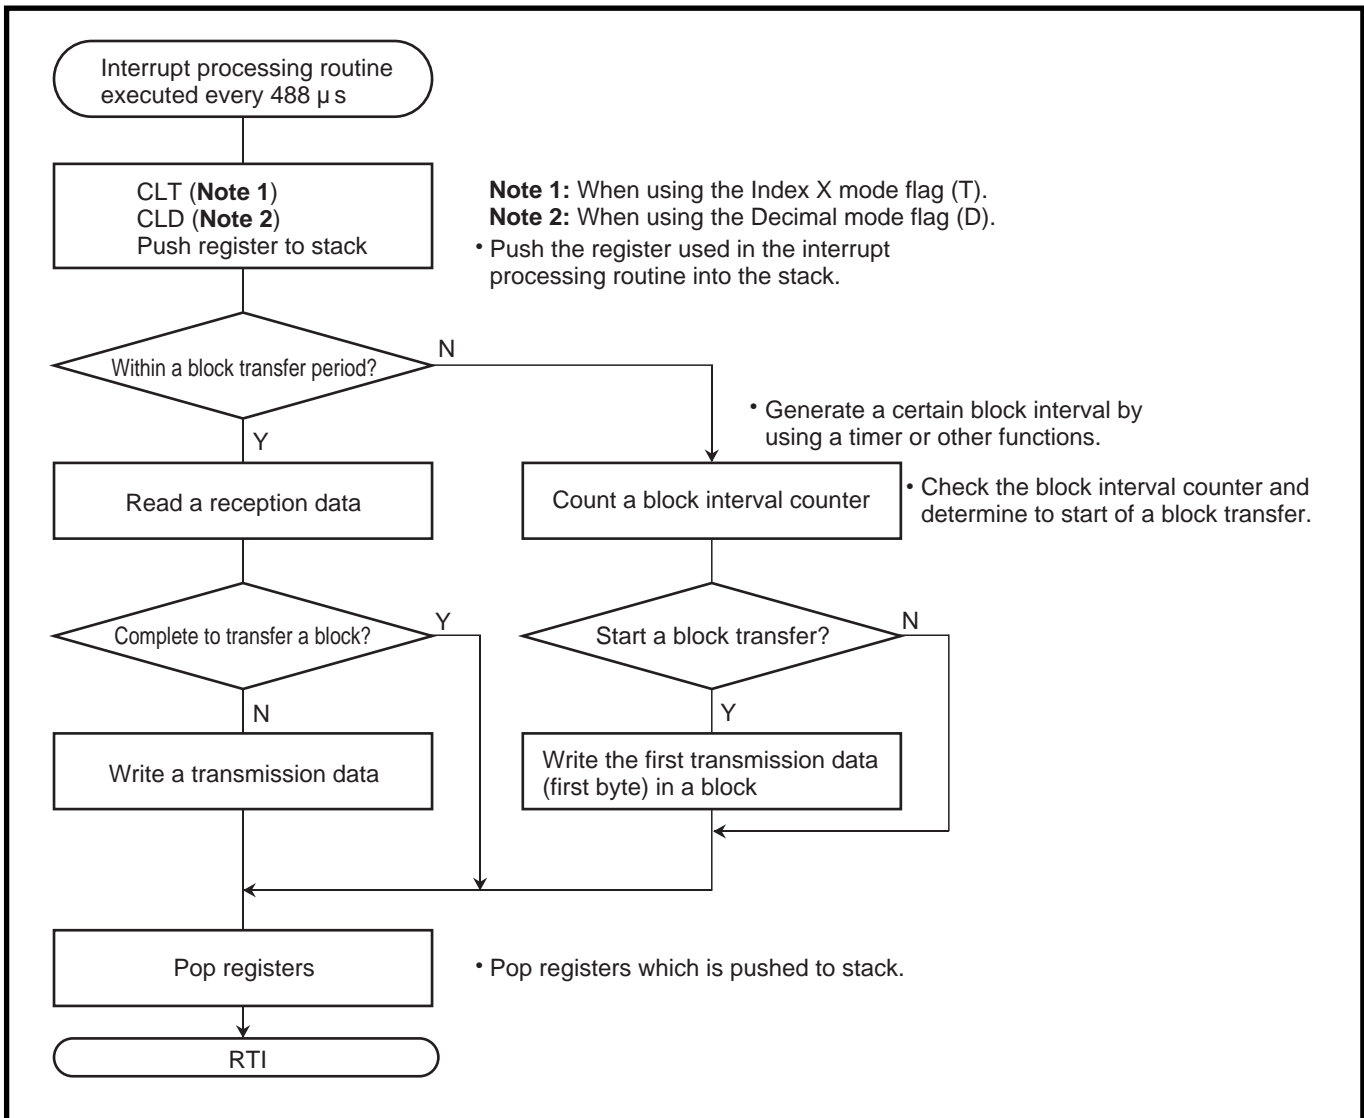 Interrupt processing routine
executed every 488 µ s
CLT (Note 1)
CLD (Note 2)
Push register to stack
Note 1: When using the Index X mode flag (T).
Note 2: When using the Decimal mode flag (D).
• Push the register used in the interrupt
processing routine into the stack.
Within a block transfer period?
N
Y
• Generate a certain block interval by
using a timer or other functions.
Read a reception data
Count a block interval counter
• Check the block interval counter and
determine to start of a block transfer.
Complete to transfer a block?
Y
N
Start a block transfer?
N
Y
Write a transmission data
Write the first transmission data
(first byte) in a block
Pop registers
• Pop registers which is pushed to stack.
RTI